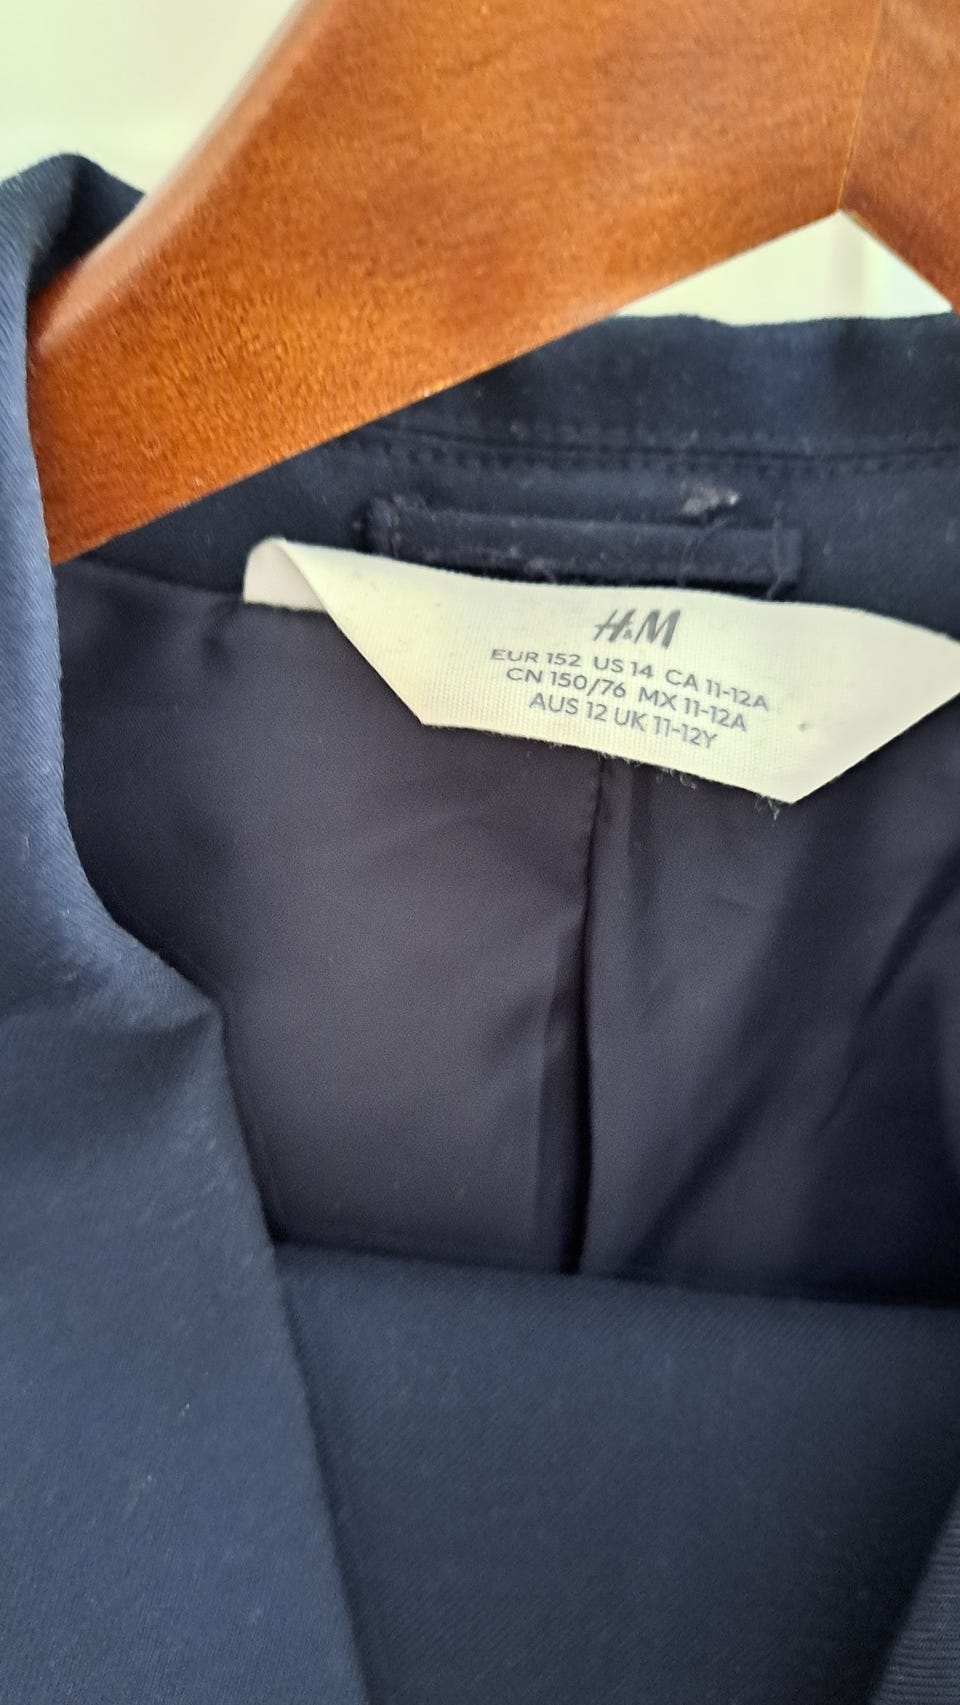 H&M
EUR 152 US 14 CA 11-12A
CN 150/76 MX 11-12A
AUS 12 UK 11-12Y